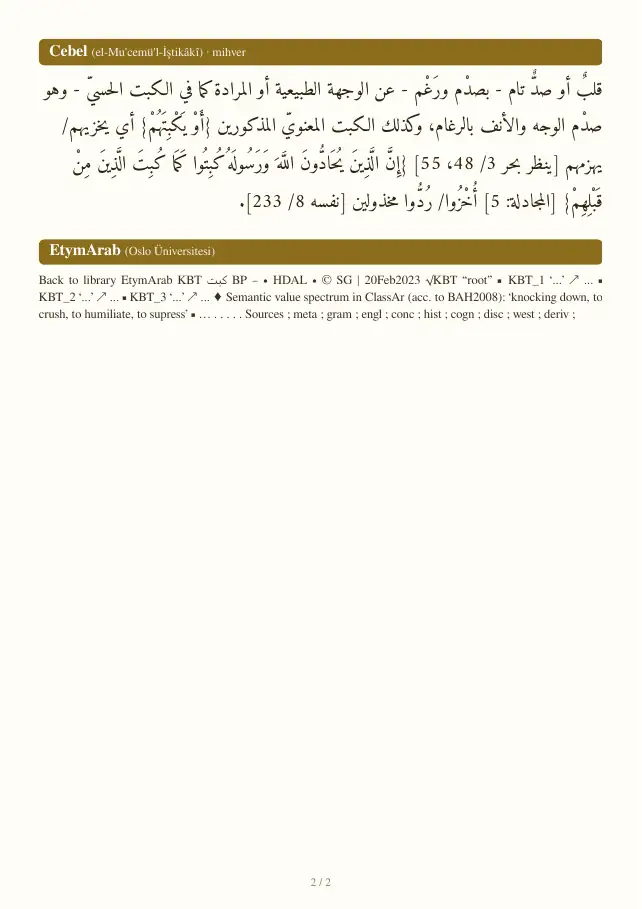 Cebel (el-Mu'cemü'l-İştikâkî) · mihver
قلبٌ أو صدٌّ تام - بصدْم ورَغْم - عن الوجهة الطبيعية أو المرادة كما في الكبت الحسيّ - وهو
صدْم الوجه والأنف بالرغام، وكذلك الكبت المعنويّ المذكورين {أَوْ يَكْبِتَهُمْ} أي يخزيهم/
يهزمهم [ينظر بحر 3/ 48، 55] {إِنَّ الَّذِينَ يُحَادُّونَ اللَّهَ وَرَسُولَهُ كُبِتُوا كَمَا كُبِتَ الَّذِينَ مِنْ
قَبْلِهِمْ} [المجادلة: 5] أُخْزُوا/ رُدُّوا مخذولين [نفسه 8/ 233].
EtymArab (Oslo Üniversitesi)
Back to library EtymArab KBT كبت BP – • HDAL • © SG | 20Feb2023 √KBT “root” ▪ KBT_1 ‘...’ ↗ ... ▪
KBT_2 ‘...’ ↗ ... ▪ KBT_3 ‘...’ ↗ ... ♦ Semantic value spectrum in ClassAr (acc. to BAH2008): ‘knocking down, to
crush, to humiliate, to supress’ ▪ … . . . . . Sources ; meta ; gram ; engl ; conc ; hist ; cogn ; disc ; west ; deriv ;
2 / 2